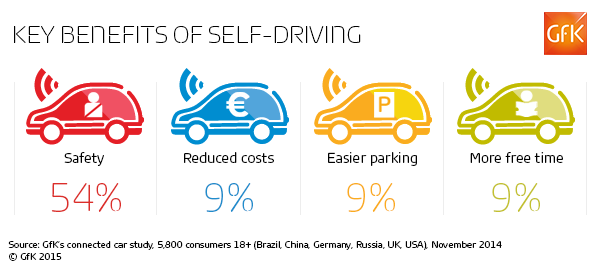 KEY BENEFITS OF SELF-DRIVING
GfK
€
P
Safety
Reduced costs
Easier parking
More free time
54%
9%
9%
9%
Source: GfK's connected car study, 5,800 consumers 18+ (Brazil, China, Germany, Russia, UK, USA), November 2014
© GfK 2015